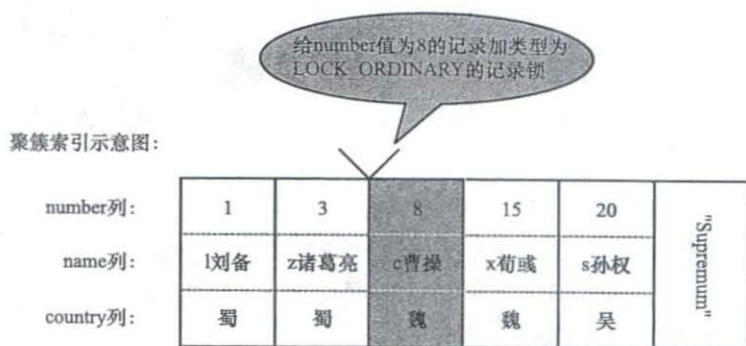 给number值为8的记录加类型为
LOCK_ORDINARY的记录锁
聚簇索引示意图：
number列： 1 3 8 15 20
name列： l刘备 z诸葛亮 c曹操 x荀彧 s孙权
country列： 蜀 蜀 魏 魏 吴
"Supremum"